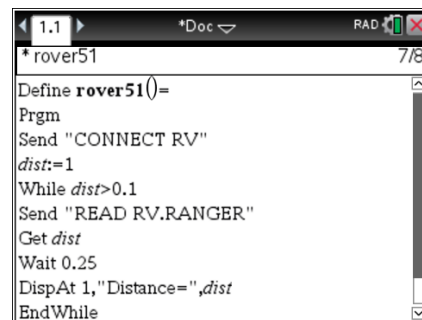 1.1 *Doc RAD
* rover51 7/8
Define rover51()=
Prgm
Send "CONNECT RV"
dist:=1
While dist>0.1
Send "READ RV.RANGER"
Get dist
Wait 0.25
DispAt 1,"Distance=",dist
EndWhile